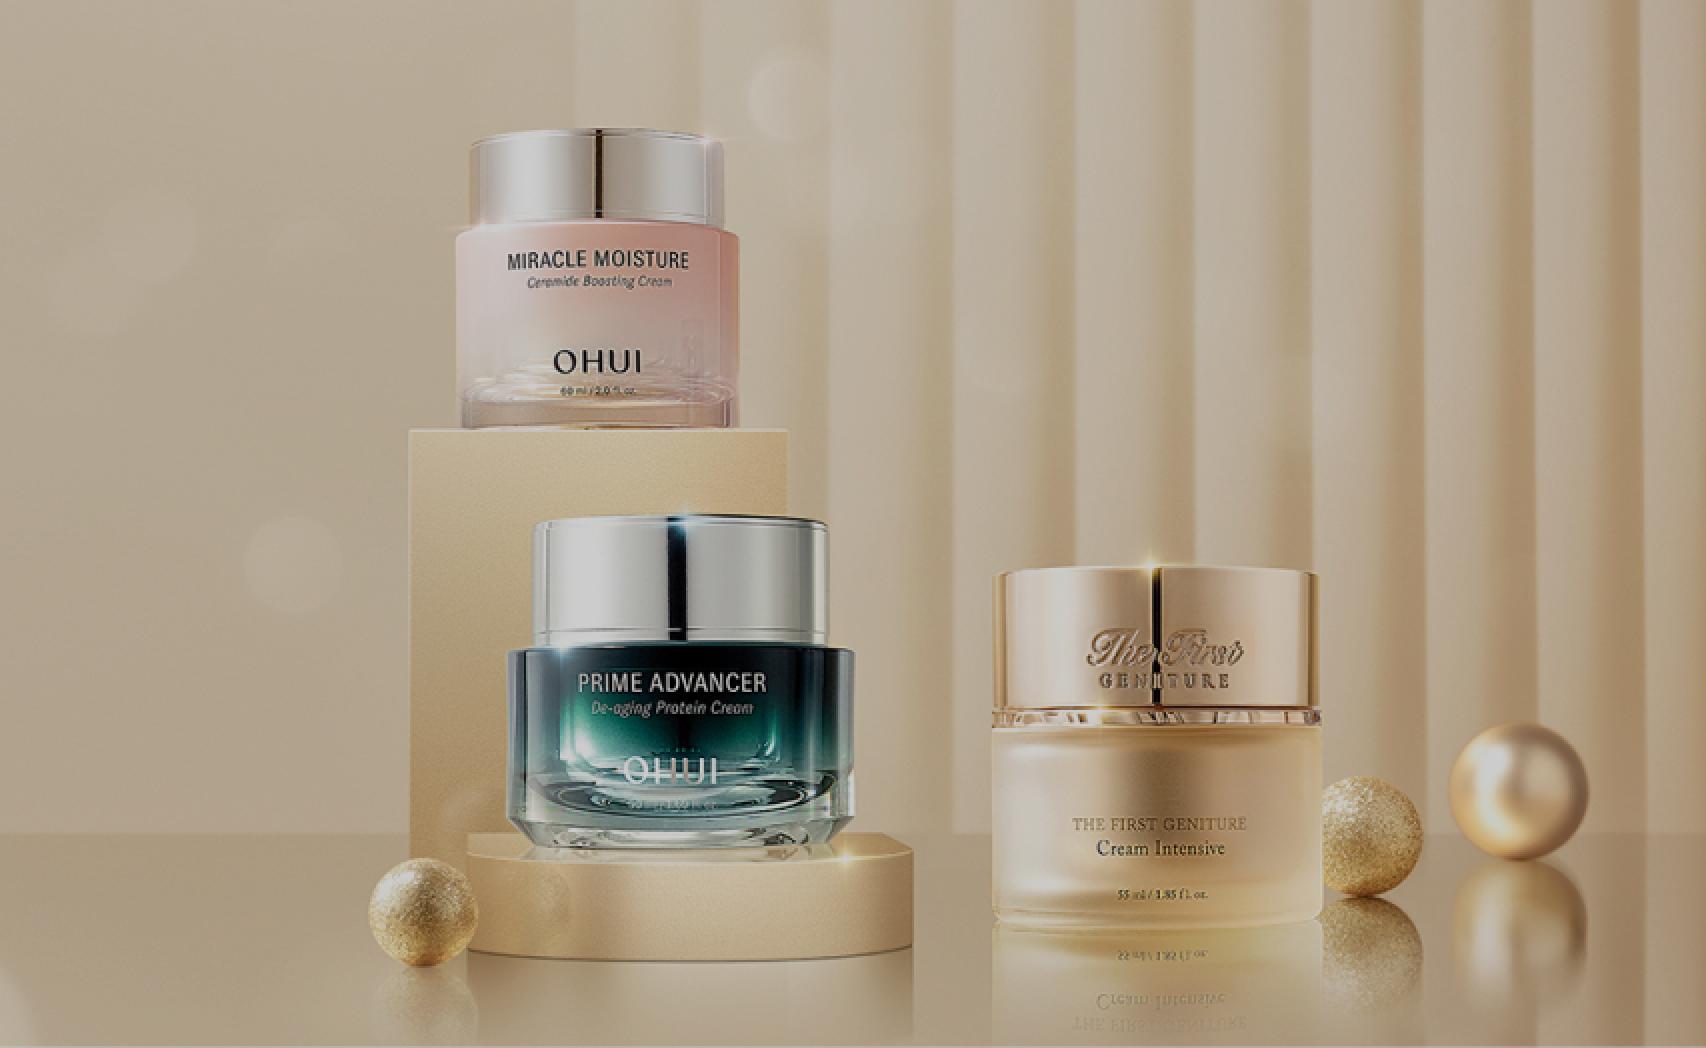 MIRACLE MOISTURE
Ceramide Boosting Cream
OHUI
60 ml / 2.0 fl. oz.
PRIME ADVANCER
De-aging Protein Cream
OHUI
The First
GENITURE
THE FIRST GENITURE
Cream Intensive
55 ml / 1.85 fl. oz.